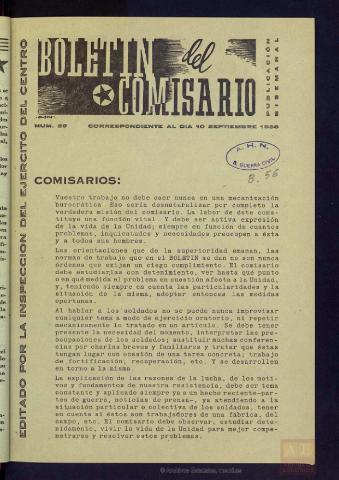 BOLETIN del
COMISARIO
PUBLICACIÓN
BISEMANAL
NUM. 29 CORRESPONDIENTE AL DIA 10 SEPTIEMBRE 1938
EDITADO POR LA INSPECCION DEL EJERCITO DEL CENTRO
A. H. N.
S. GUERRA CIVIL
B. 56
COMISARIOS:
Vuestro trabajo no debe caer nunca en una mecanización
burocrática. Eso sería desnaturalizar por completo la
verdadera misión del comisario. La labor de éste cons-
tituye una función vital. Y debe ser activa expresión
de la vida de la Unidad; siempre en función de cuantos
problemas, inquietudes y necesidades preocupen a ésta
y a todos sus hombres.
Las orientaciones que de la superioridad emanan, las
normas de trabajo que en el BOLETIN se dan no son nunca
órdenes que exijan un ciego cumplimiento. El comisario
debe estudiarlas con detenimiento, ver hasta qué punto
o en qué medida el problema en cuestión afecta a la Unidad,
y, teniendo siempre en cuenta las particularidades y la
situación de la misma, adoptar entonces las medidas
oportunas.
Al hablar a los soldados no se puede nunca improvisar
cualquier tema a modo de ejercicio oratorio, ni repetir
mecánicamente lo tratado en un artículo. Se debe tener
presente la necesidad del momento, interpretar las pre-
ocupaciones de los soldados; sustituir muchas conferen-
cias por charlas breves y familiares y tratar que éstas
tengan lugar con ocasión de una tarea concreta; trabajo
de fortificación, recuperación, etc. Y se desarrollen
en torno a la misma.
La explicación de las razones de la lucha, de los moti-
vos y fundamentos de nuestra resistencia, debe ser tema
constante y aplicado siempre ya a un hecho reciente-par-
tes de guerra, noticias de prensa-, ya atendiendo a la
situación particular o colectiva de los soldados, tener
en cuenta si éstos son trabajadores de una fábrica, del
campo, etc. El comisario debe observar, estudiar dete-
nidamente, vivir la vida de la Unidad para mejor compe-
netrarse y resolver estos problemas.
© Archivos Estatales, mecd.es